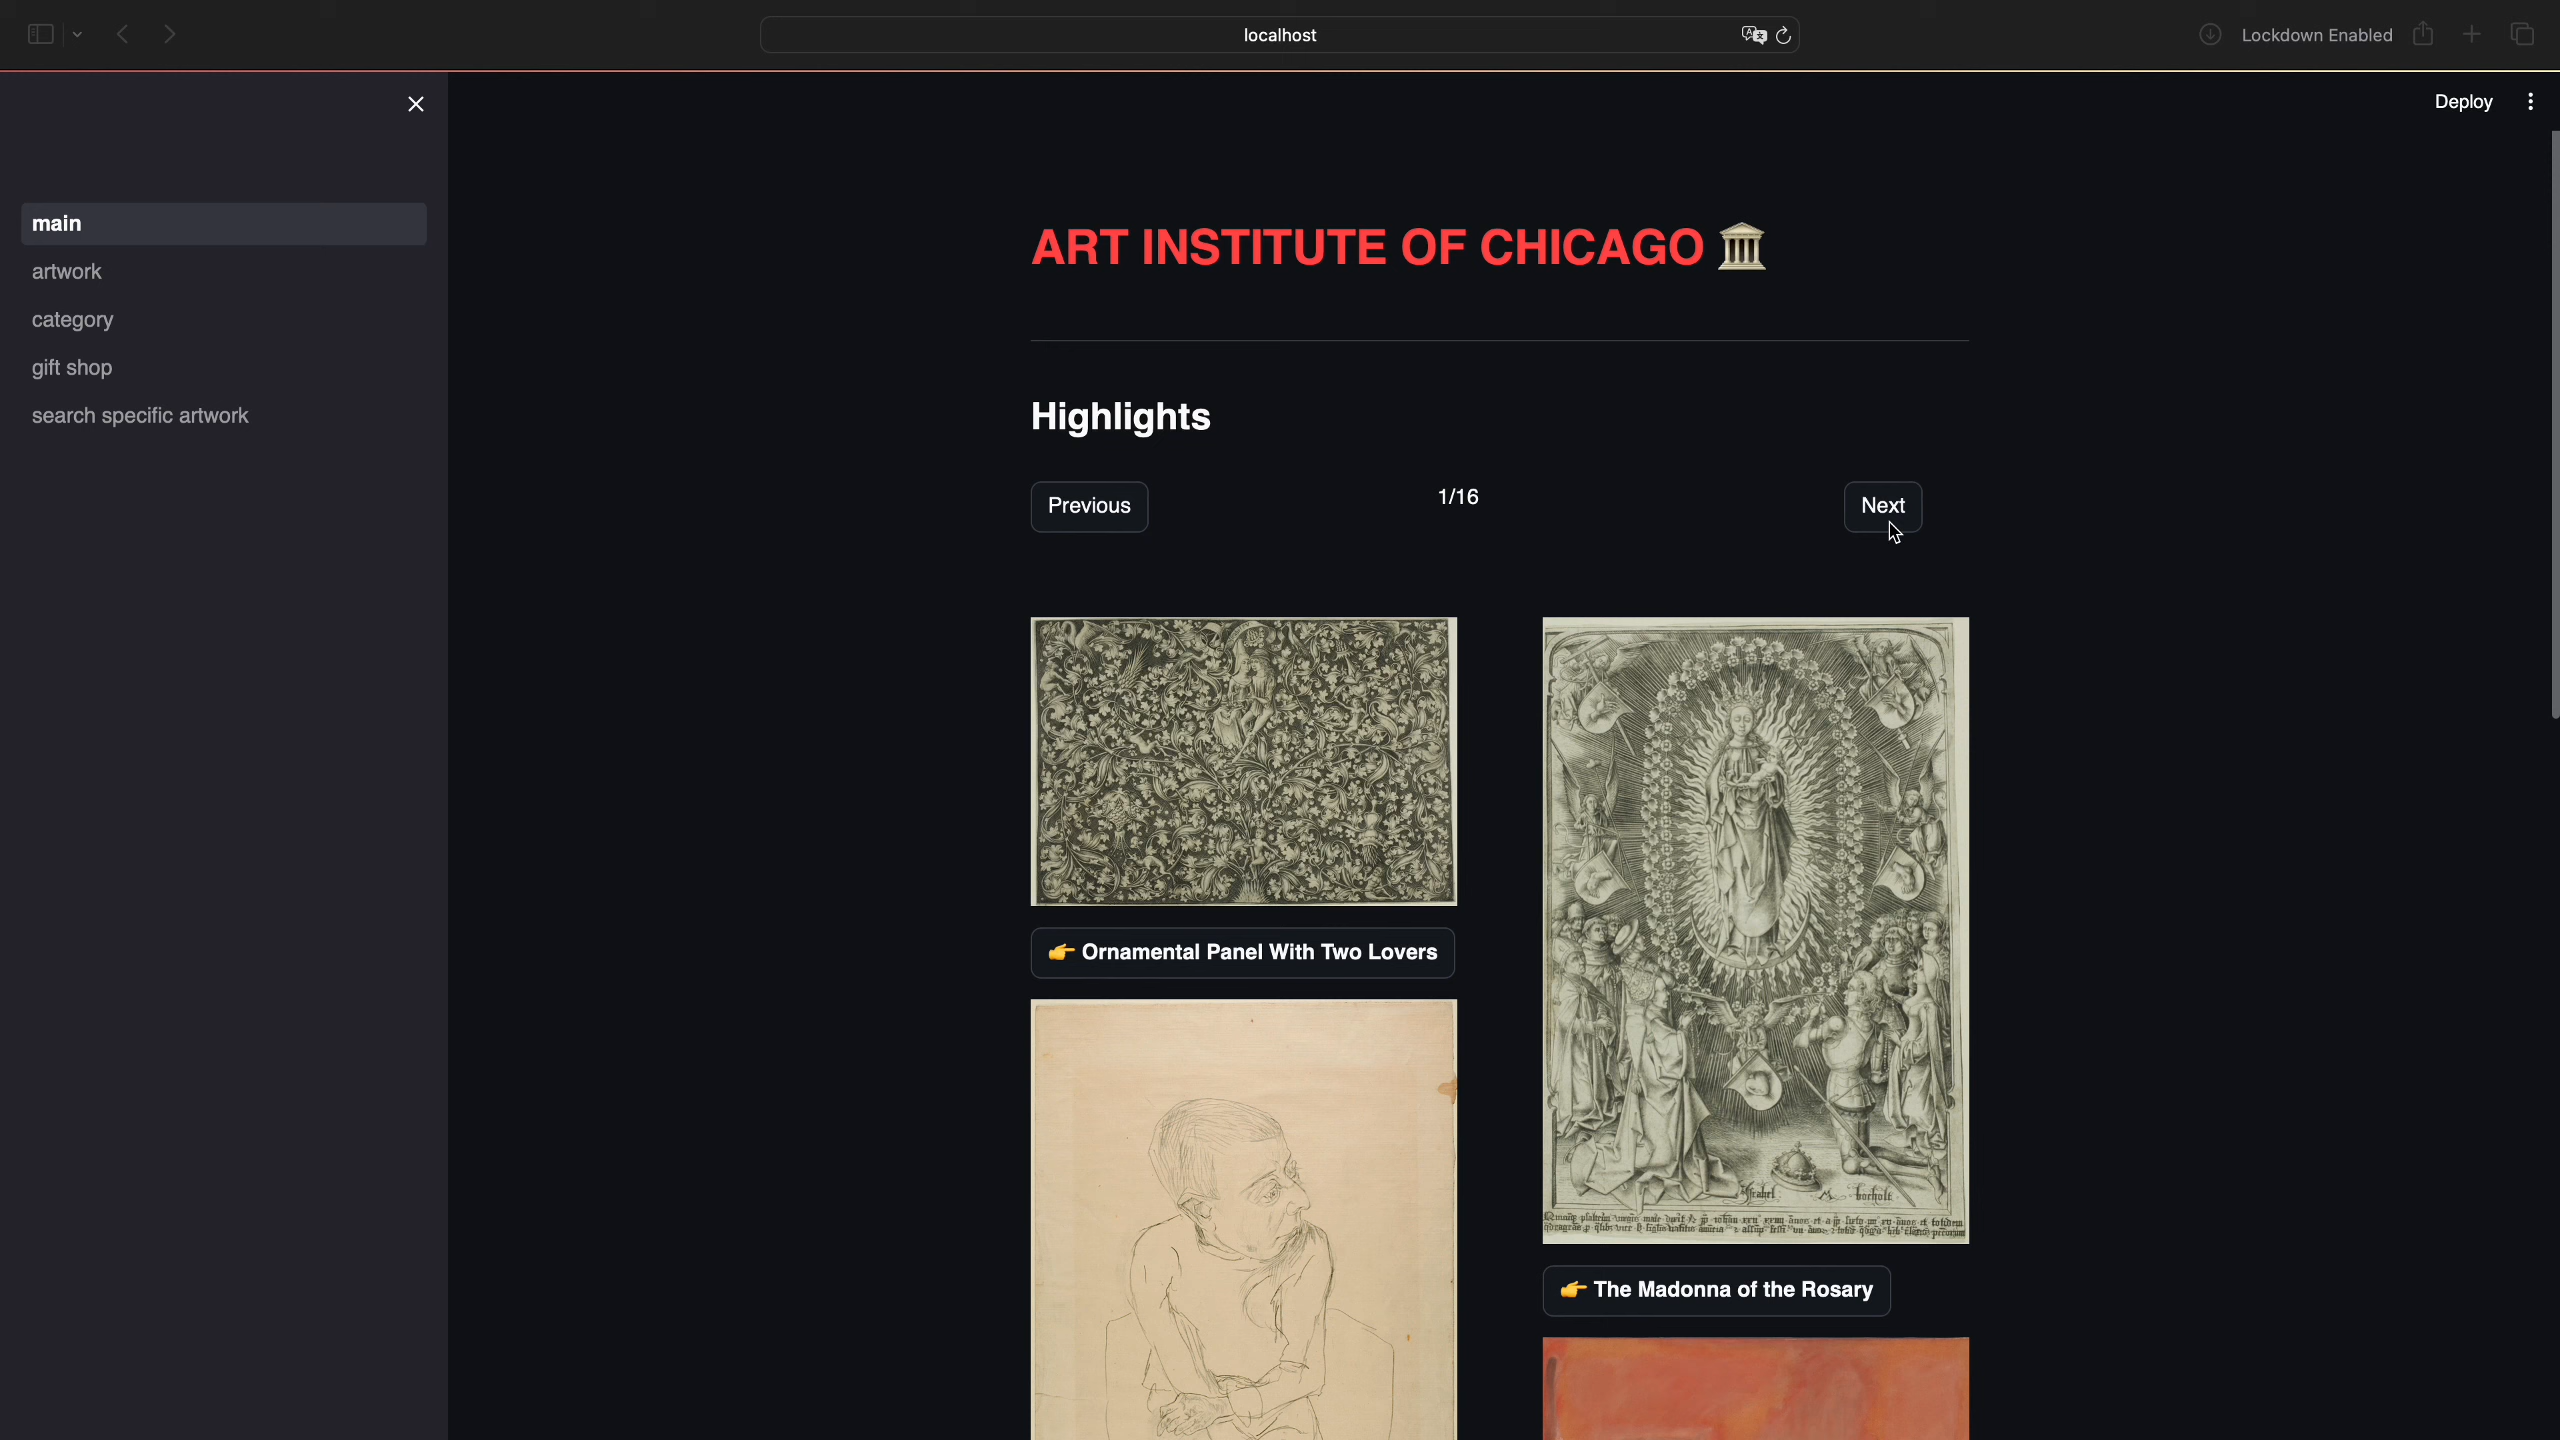 localhost
Lockdown Enabled
Deploy
main
artwork
category
gift shop
search specific artwork
ART INSTITUTE OF CHICAGO 🏛️
Highlights
Previous
1/16
Next
👉 Ornamental Panel With Two Lovers
👉 The Madonna of the Rosary